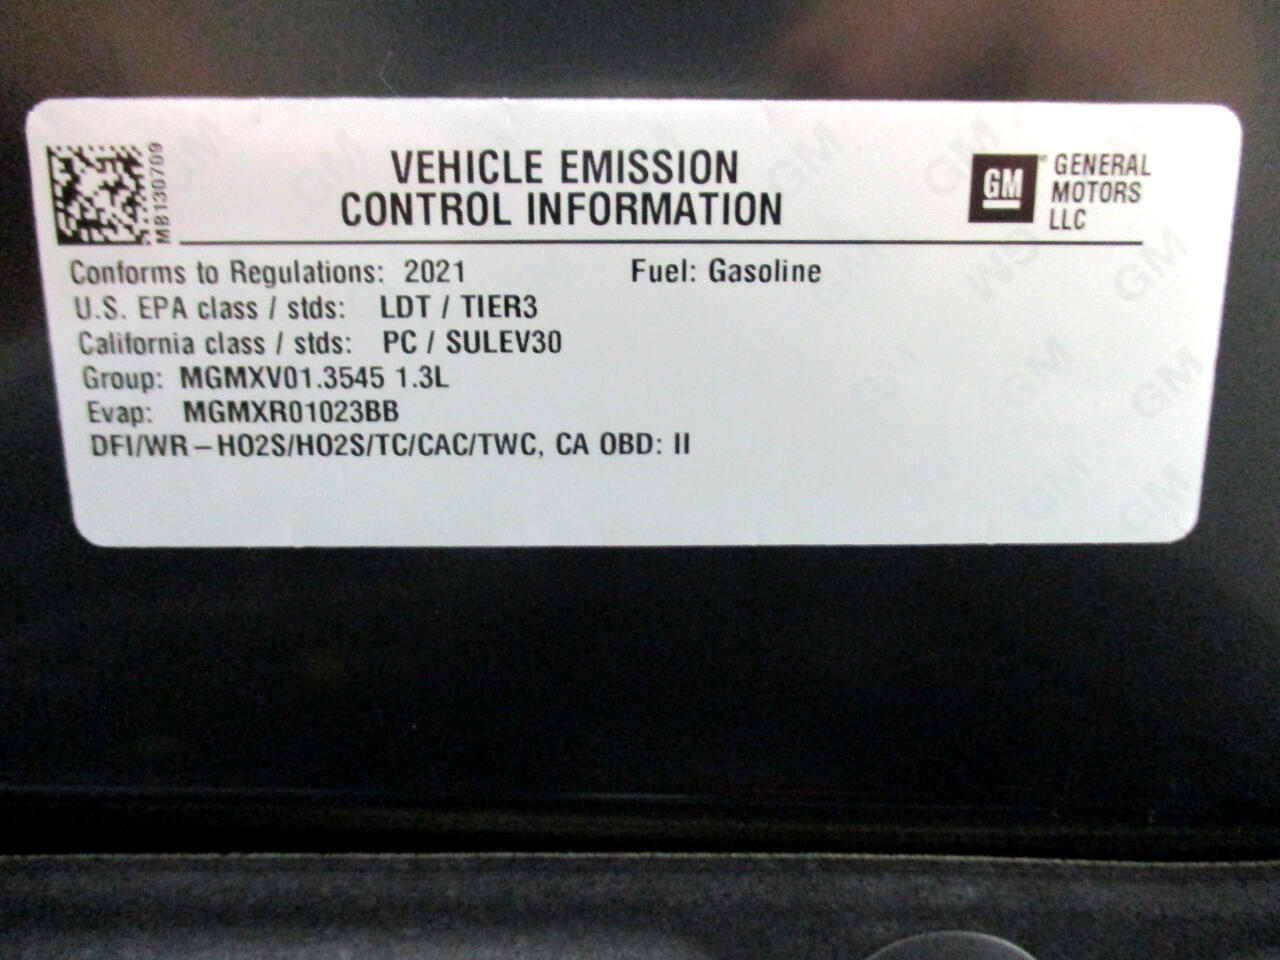 MB130709
VEHICLE EMISSION
CONTROL INFORMATION
GM
GENERAL
MOTORS
LLC
Conforms to Regulations: 2021 Fuel: Gasoline
U.S. EPA class / stds: LDT / TIER3
California class / stds: PC / SULEV30
Group: MGMXV01.3545 1.3L
Evap: MGMXR01023BB
DFI/WR – HO2S/HO2S/TC/CAC/TWC, CA OBD: II